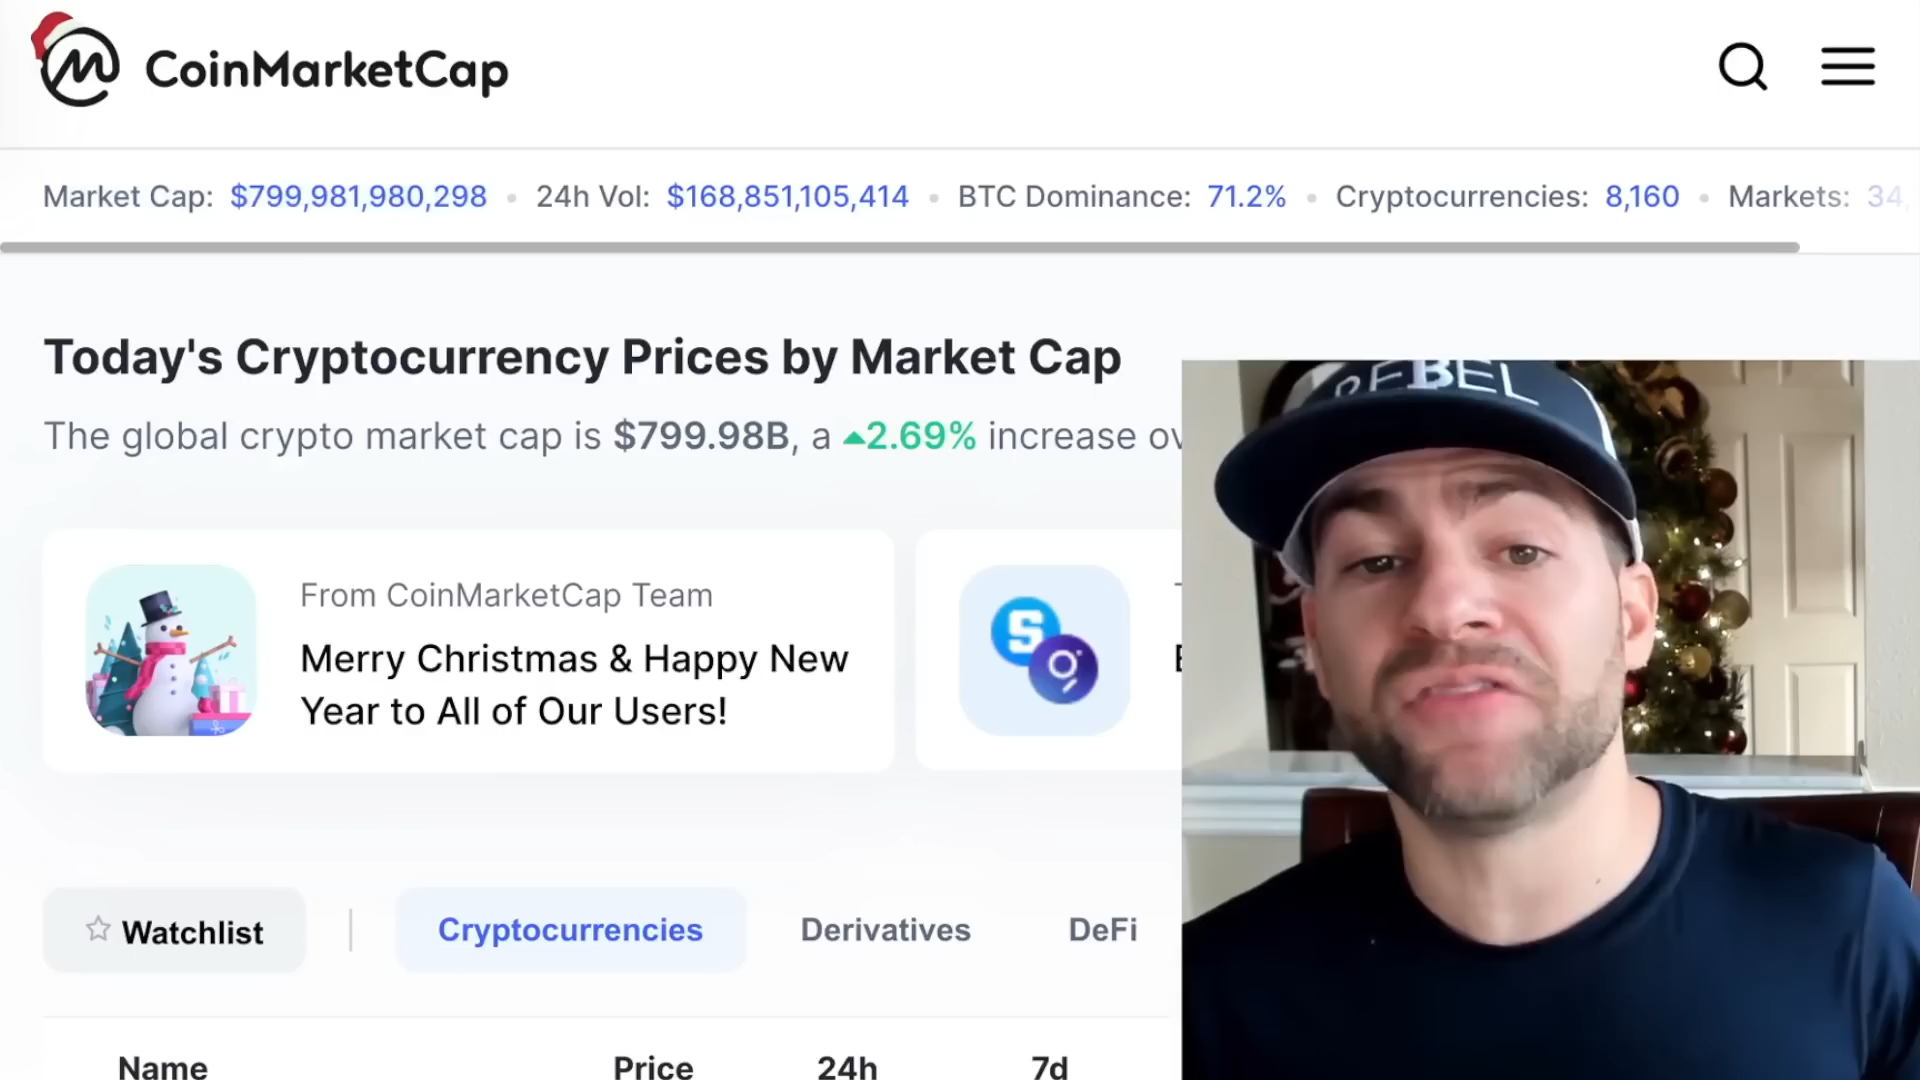 CoinMarketCap
Market Cap: $799,981,980,298 • 24h Vol: $168,851,105,414 • BTC Dominance: 71.2% • Cryptocurrencies: 8,160 • Markets: 34,
Today's Cryptocurrency Prices by Market Cap
The global crypto market cap is $799.98B, a ▲2.69% increase
REBEL
From CoinMarketCap Team
Merry Christmas & Happy New
Year to All of Our Users!
Watchlist | Cryptocurrencies Derivatives DeFi
Name Price 24h 7d